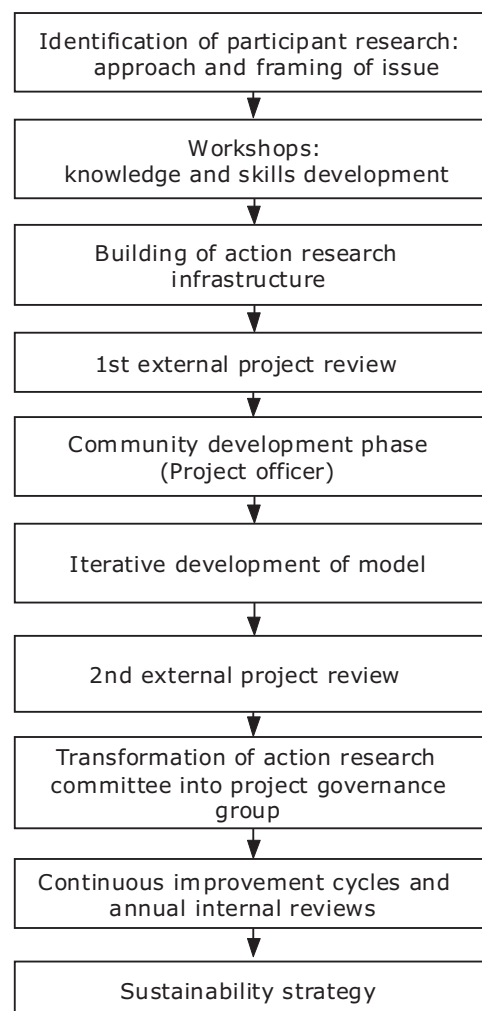 Identification of participant research:
approach and framing of issue
Workshops:
knowledge and skills development
Building of action research
infrastructure
1st external project review
Community development phase
(Project officer)
Iterative development of model
2nd external project review
Transformation of action research
committee into project governance
group
Continuous improvement cycles and
annual internal reviews
Sustainability strategy